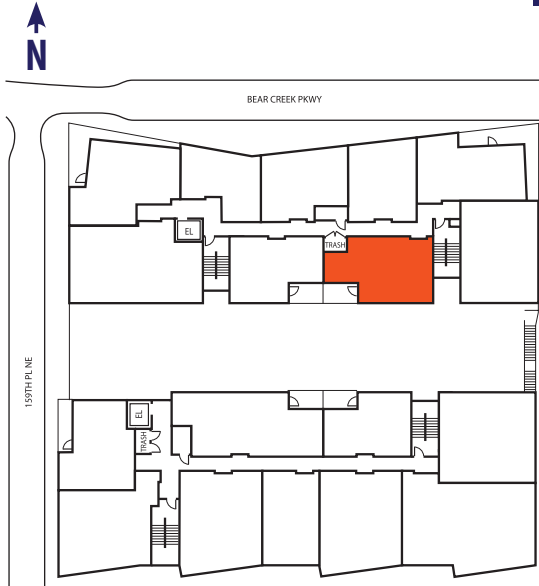 N
BEAR CREEK PKWY
EL
TRASH
159TH PL NE
EL
TRASH